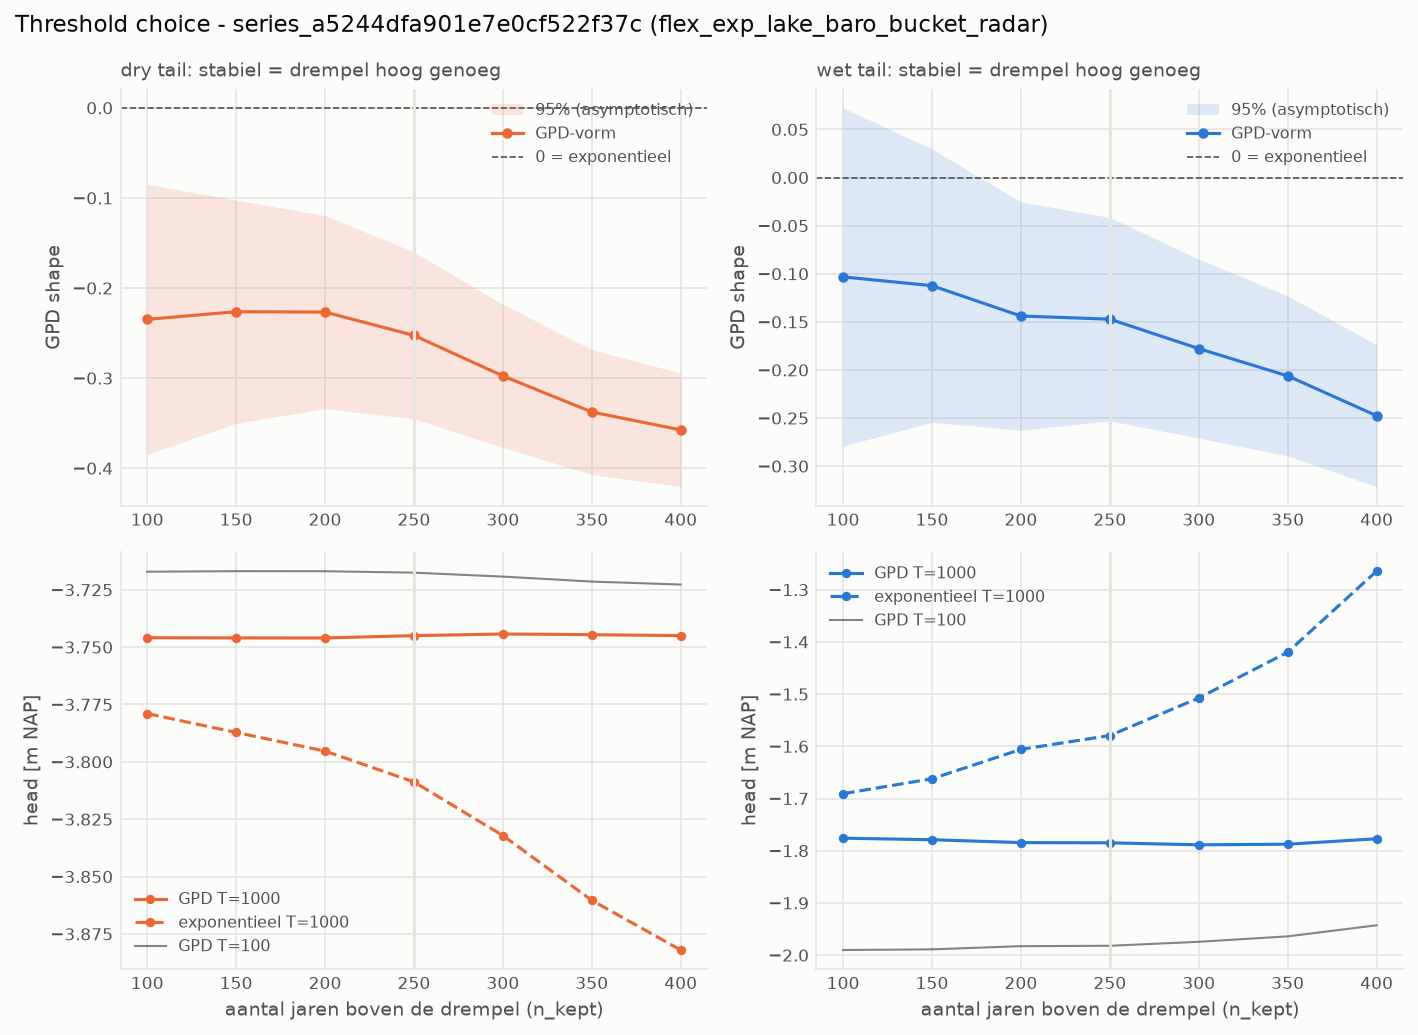 Threshold choice - series_a5244dfa901e7e0cf522f37c (flex_exp_lake_baro_bucket_radar)
dry tail: stabiel = drempel hoog genoeg
GPD shape
0.0
−0.1
−0.2
−0.3
−0.4
95% (asymptotisch)
GPD-vorm
0 = exponentieel
100 150 200 250 300 350 400
wet tail: stabiel = drempel hoog genoeg
GPD shape
0.05
0.00
−0.05
−0.10
−0.15
−0.20
−0.25
−0.30
95% (asymptotisch)
GPD-vorm
0 = exponentieel
100 150 200 250 300 350 400
head [m NAP]
−3.725
−3.750
−3.775
−3.800
−3.825
−3.850
−3.875
GPD T=1000
exponentieel T=1000
GPD T=100
100 150 200 250 300 350 400
aantal jaren boven de drempel (n_kept)
head [m NAP]
−1.3
−1.4
−1.5
−1.6
−1.7
−1.8
−1.9
−2.0
GPD T=1000
exponentieel T=1000
GPD T=100
100 150 200 250 300 350 400
aantal jaren boven de drempel (n_kept)